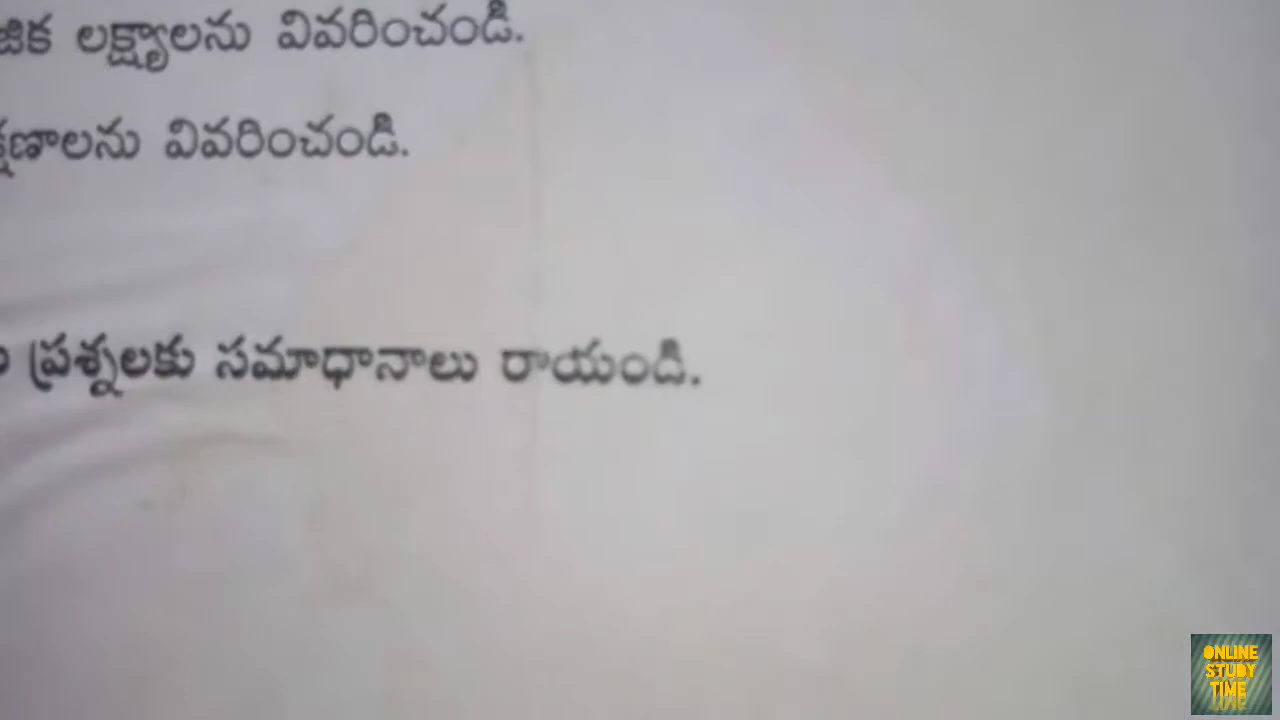 జిక లక్ష్యాలను వివరించండి.
క్షణాలను వివరించండి.
ప్రశ్నలకు సమాధానాలు రాయండి.
ONLINE
STUDY
TIME